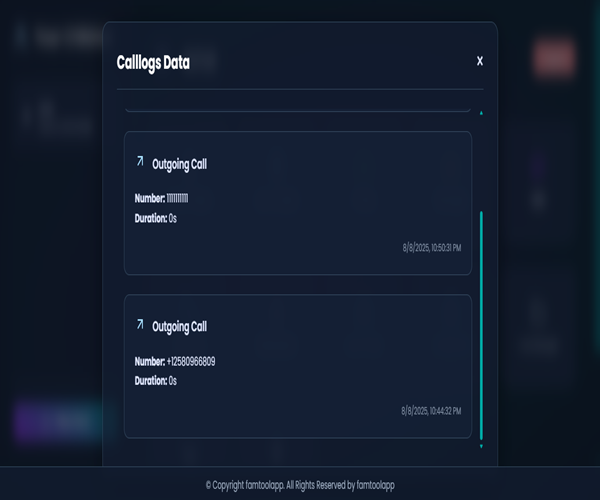 Calllogs Data
x
Outgoing Call
Number: 1111111111
Duration: 0s
8/8/2025, 10:50:31 PM
Outgoing Call
Number: +12580966809
Duration: 0s
8/8/2025, 10:44:32 PM
© Copyright famtoolapp. All Rights Reserved by famtoolapp